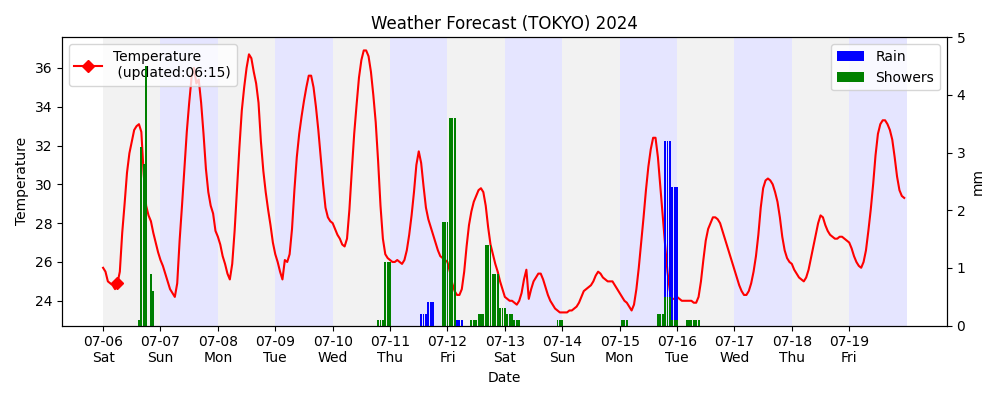 Weather Forecast (TOKYO) 2024
Temperature
(updated:06:15)
Rain
Showers
Temperature
36
34
32
30
28
26
24
5
4
3
2
1
0
mm
07-06 07-07 07-08 07-09 07-10 07-11 07-12 07-13 07-14 07-15 07-16 07-17 07-18 07-19
Sat Sun Mon Tue Wed Thu Fri Sat Sun Mon Tue Wed Thu Fri
Date